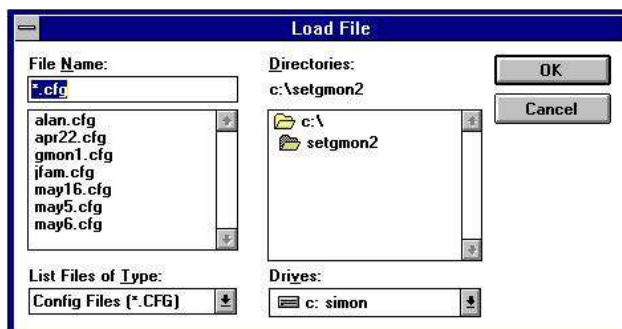 Load File
File Name:
*.cfg
alan.cfg
apr22.cfg
gmon1.cfg
jfam.cfg
may16.cfg
may5.cfg
may6.cfg
List Files of Type:
Config Files (*.CFG)
Directories:
c:\setgmon2
c:\
setgmon2
Drives:
c: simon
OK
Cancel